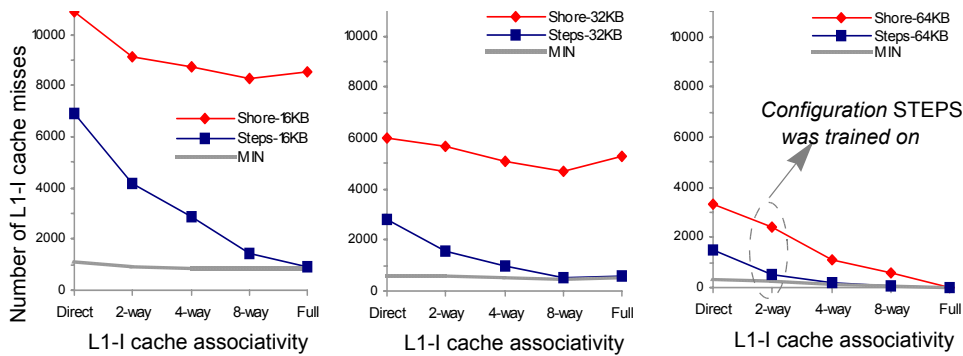 Number of L1-I cache misses
10000
8000
6000
4000
2000
0
Shore-16KB
Steps-16KB
MIN
Direct 2-way 4-way 8-way Full
L1-I cache associativity
10000
8000
6000
4000
2000
0
Shore-32KB
Steps-32KB
MIN
Direct 2-way 4-way 8-way Full
L1-I cache associativity
10000
8000
6000
4000
2000
0
Shore-64KB
Steps-64KB
MIN
Configuration STEPS
was trained on
Direct 2-way 4-way 8-way Full
L1-I cache associativity